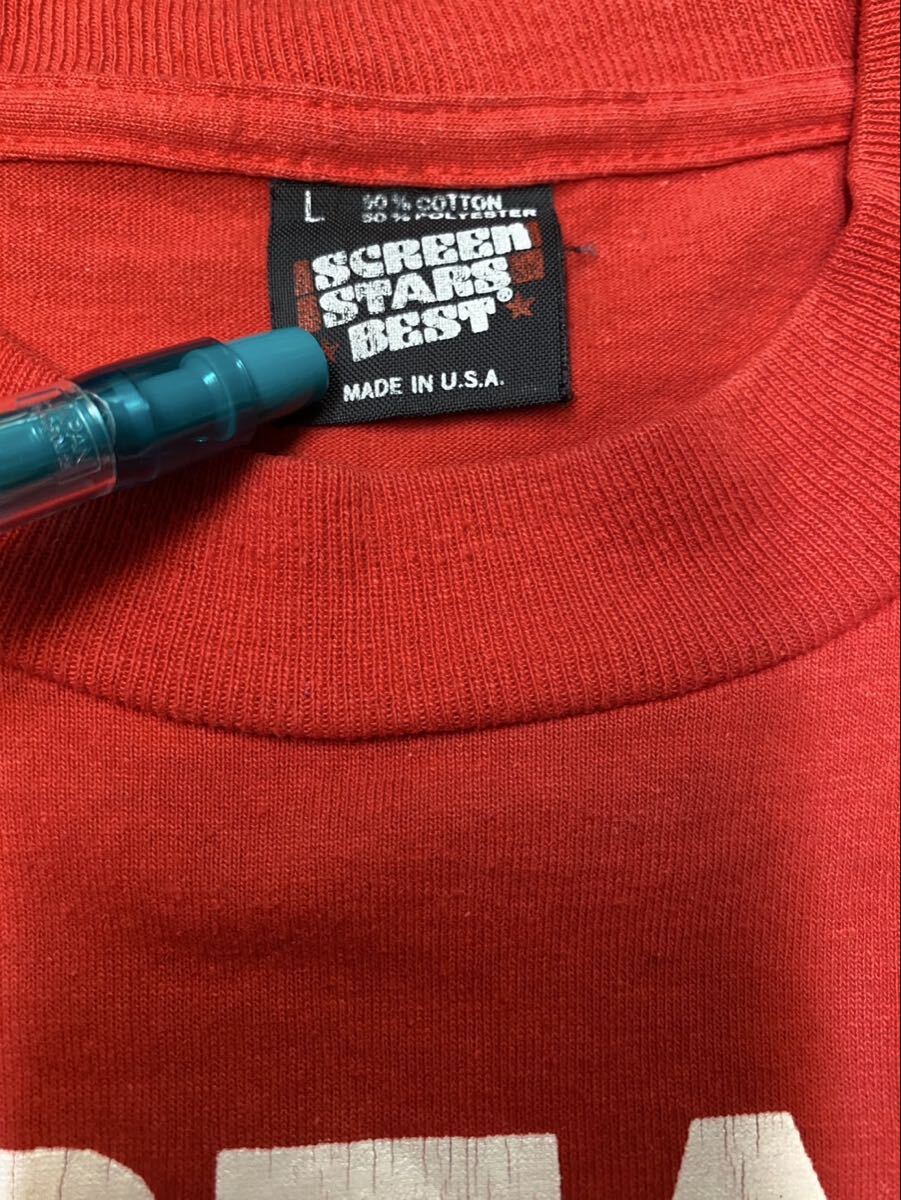 L 50% COTTON
50% POLYESTER
SCREEN
STARS
BEST®
MADE IN U.S.A.